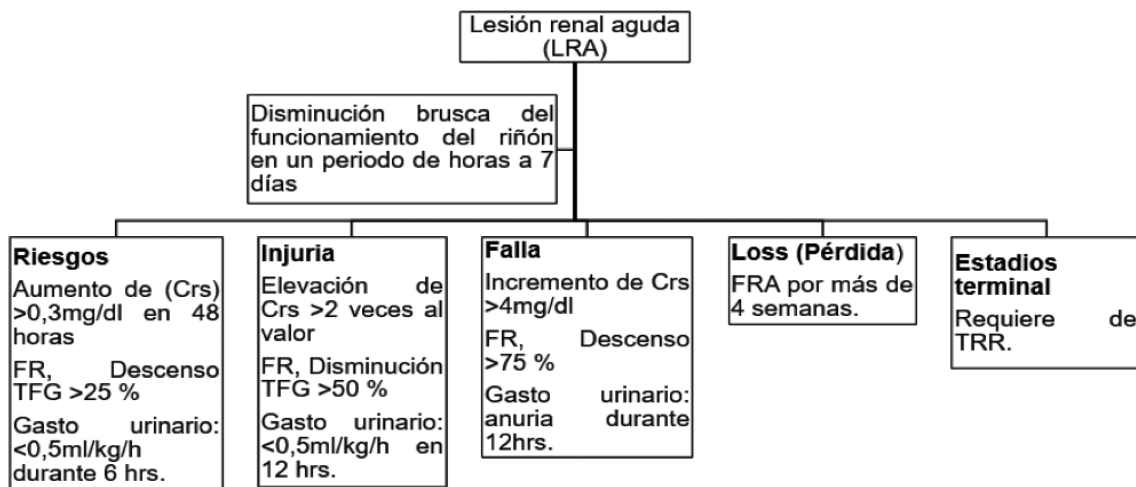 Lesión renal aguda
(LRA)
Disminución brusca del
funcionamiento del riñón
en un periodo de horas a 7
días
Riesgos
Aumento de (Crs)
>0,3mg/dl en 48
horas
FR, Descenso
TFG >25 %
Gasto urinario:
<0,5ml/kg/h
durante 6 hrs.
Injuria
Elevación de
Crs >2 veces al
valor
FR, Disminución
TFG >50 %
Gasto urinario:
<0,5ml/kg/h en
12 hrs.
Falla
Incremento de Crs
>4mg/dl
FR, Descenso
>75 %
Gasto urinario:
anuria durante
12hrs.
Loss (Pérdida)
FRA por más de
4 semanas.
Estadios
terminal
Requiere de
TRR.